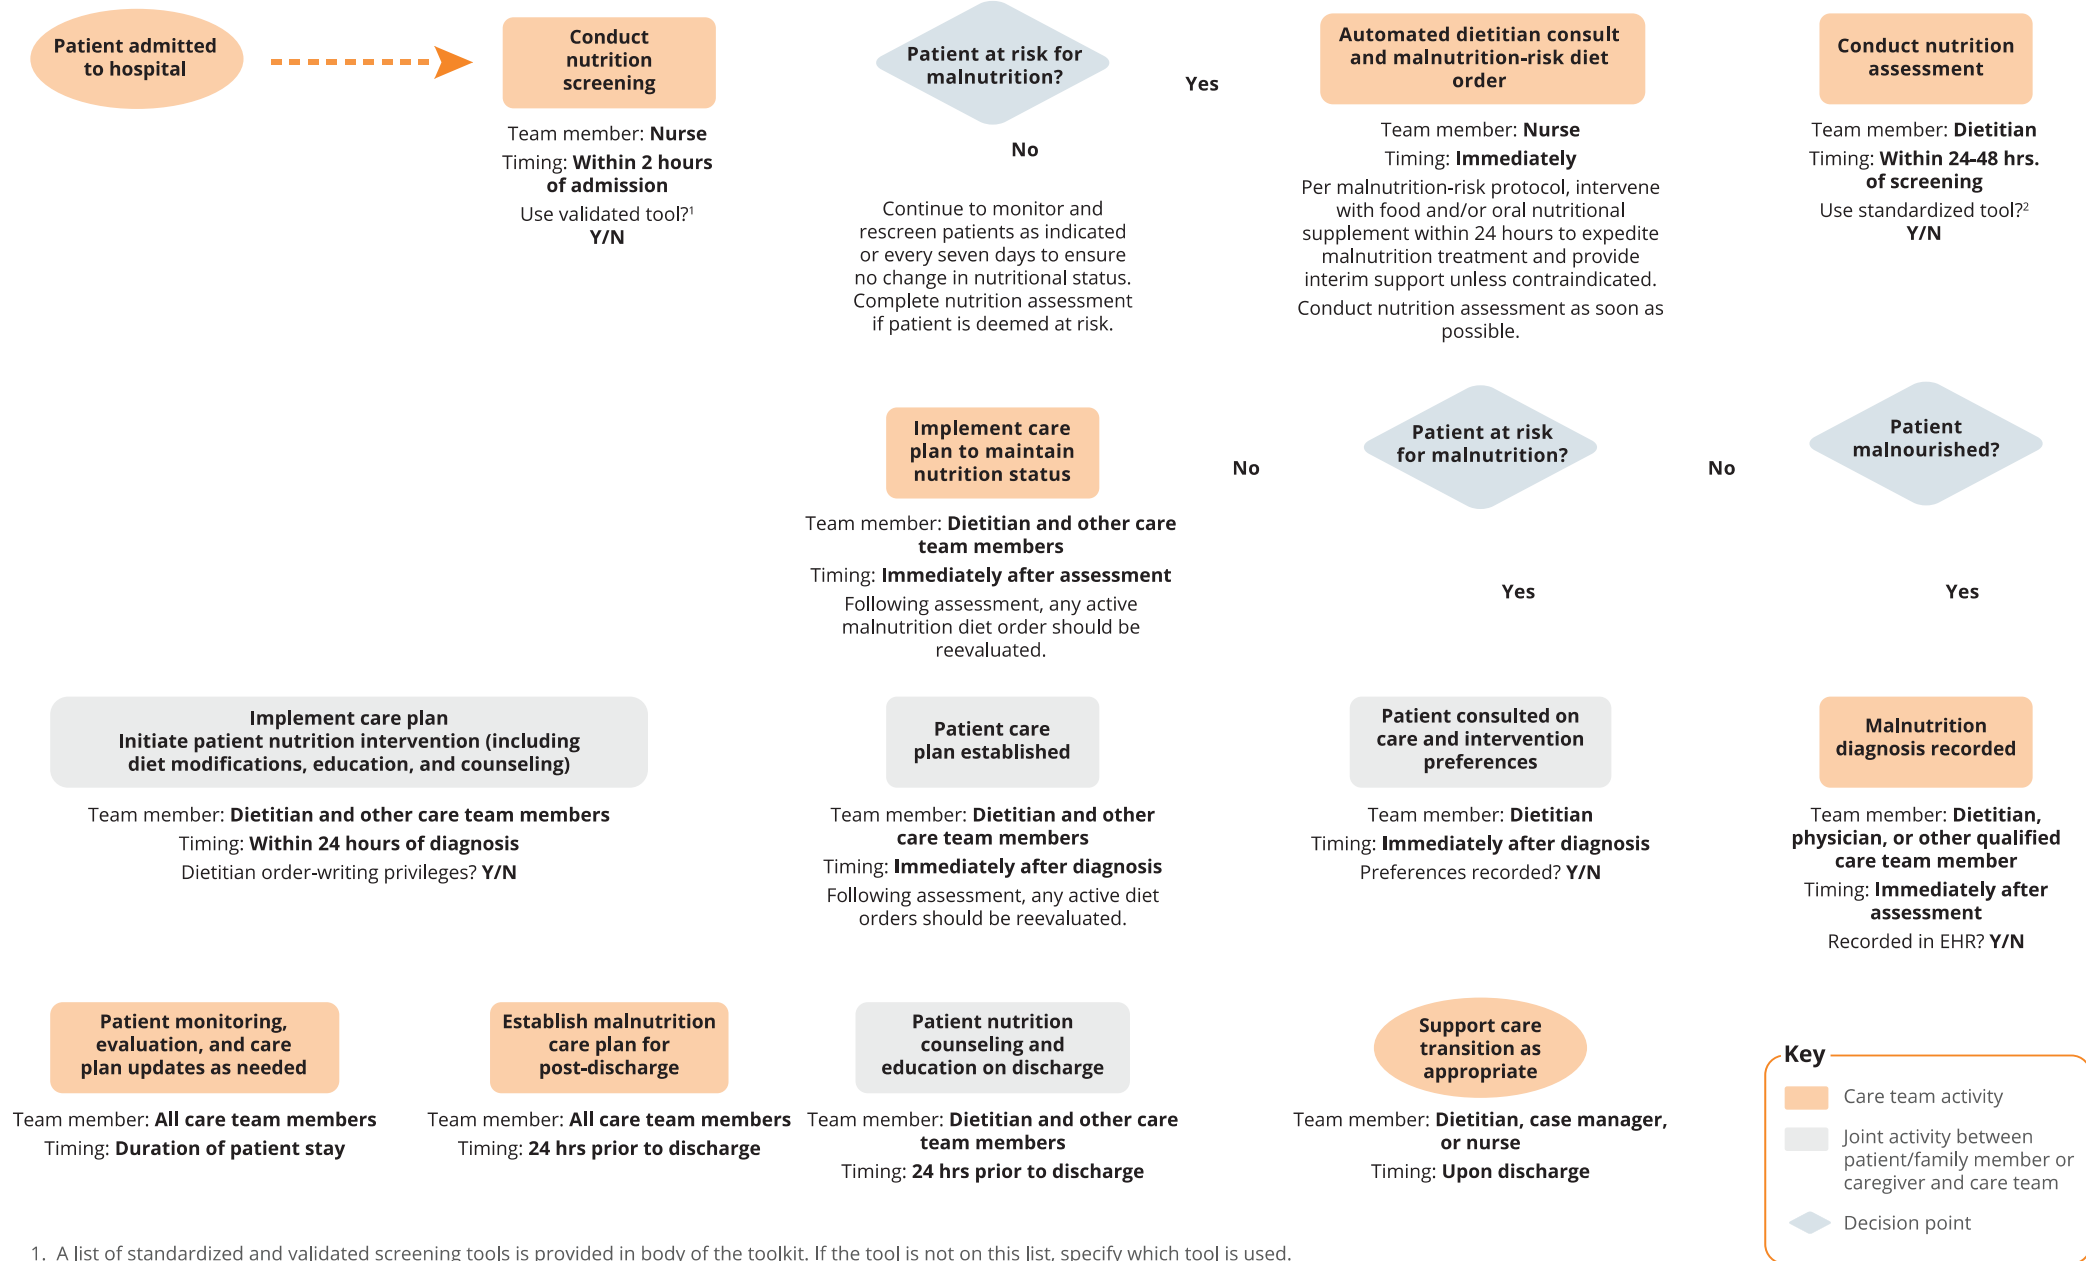 Patient admitted
to hospital
Conduct
nutrition
screening
Team member: Nurse
Timing: Within 2 hours
of admission
Use validated tool?¹
Y/N
Patient at risk for
malnutrition?
Yes
No
Continue to monitor and
rescreen patients as indicated
or every seven days to ensure
no change in nutritional status.
Complete nutrition assessment
if patient is deemed at risk.
Automated dietitian consult
and malnutrition-risk diet
order
Team member: Nurse
Timing: Immediately
Per malnutrition-risk protocol, intervene
with food and/or oral nutritional
supplement within 24 hours to expedite
malnutrition treatment and provide
interim support unless contraindicated.
Conduct nutrition assessment as soon as
possible.
Conduct nutrition
assessment
Team member: Dietitian
Timing: Within 24-48 hrs.
of screening
Use standardized tool?²
Y/N
Patient
malnourished?
No
Yes
Patient at risk
for malnutrition?
No
Yes
Implement care
plan to maintain
nutrition status
Team member: Dietitian and other care
team members
Timing: Immediately after assessment
Following assessment, any active
malnutrition diet order should be
reevaluated.
Malnutrition
diagnosis recorded
Team member: Dietitian,
physician, or other qualified
care team member
Timing: Immediately after
assessment
Recorded in EHR? Y/N
Patient consulted on
care and intervention
preferences
Team member: Dietitian
Timing: Immediately after diagnosis
Preferences recorded? Y/N
Patient care
plan established
Team member: Dietitian and other
care team members
Timing: Immediately after diagnosis
Following assessment, any active diet
orders should be reevaluated.
Implement care plan
Initiate patient nutrition intervention (including
diet modifications, education, and counseling)
Team member: Dietitian and other care team members
Timing: Within 24 hours of diagnosis
Dietitian order-writing privileges? Y/N
Patient monitoring,
evaluation, and care
plan updates as needed
Team member: All care team members
Timing: Duration of patient stay
Establish malnutrition
care plan for
post-discharge
Team member: All care team members
Timing: 24 hrs prior to discharge
Patient nutrition
counseling and
education on discharge
Team member: Dietitian and other care
team members
Timing: 24 hrs prior to discharge
Support care
transition as
appropriate
Team member: Dietitian, case manager,
or nurse
Timing: Upon discharge
Key
Care team activity
Joint activity between
patient/family member or
caregiver and care team
Decision point
1. A list of standardized and validated screening tools is provided in body of the toolkit. If the tool is not on this list, specify which tool is used.